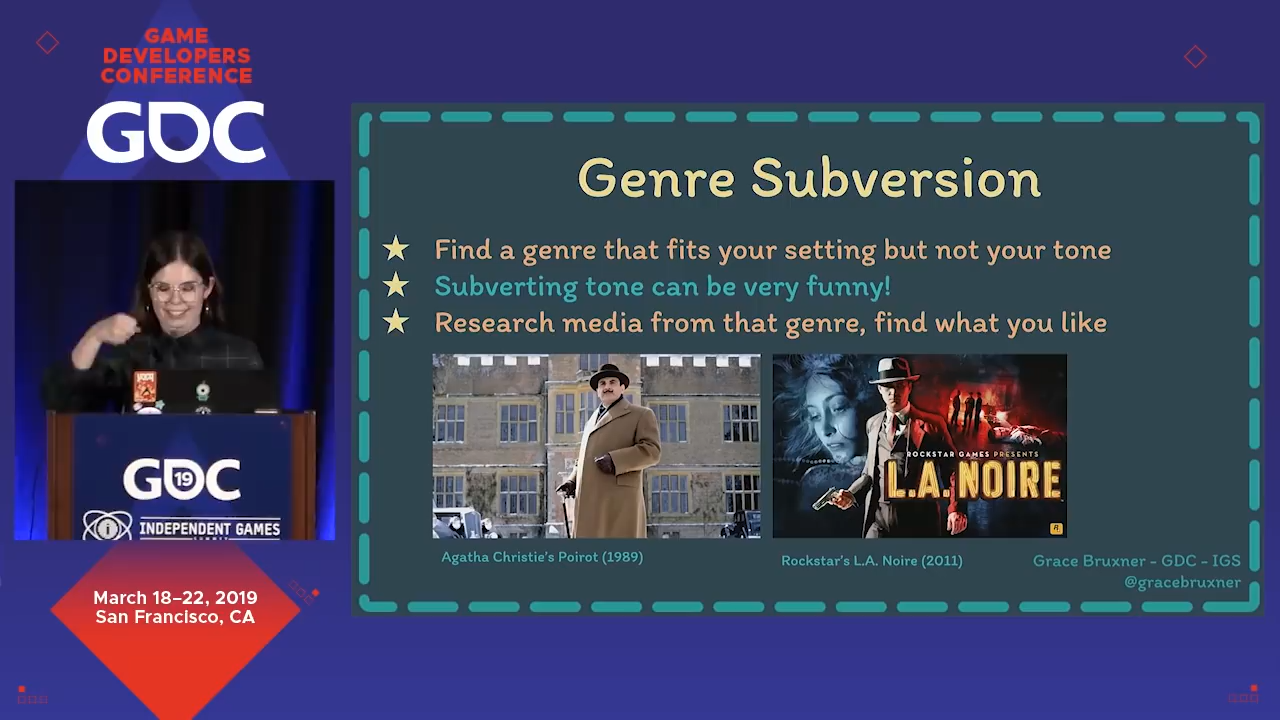 GAME
DEVELOPERS
CONFERENCE
GDC
GDC
19
INDEPENDENT GAMES
March 18–22, 2019
San Francisco, CA
Genre Subversion
★ Find a genre that fits your setting but not your tone
★ Subverting tone can be very funny!
★ Research media from that genre, find what you like
ROCKSTAR GAMES PRESENTS
L.A. NOIRE
R
Agatha Christie's Poirot (1989)
Rockstar's L.A. Noire (2011)
Grace Bruxner - GDC - IGS
@gracebruxner